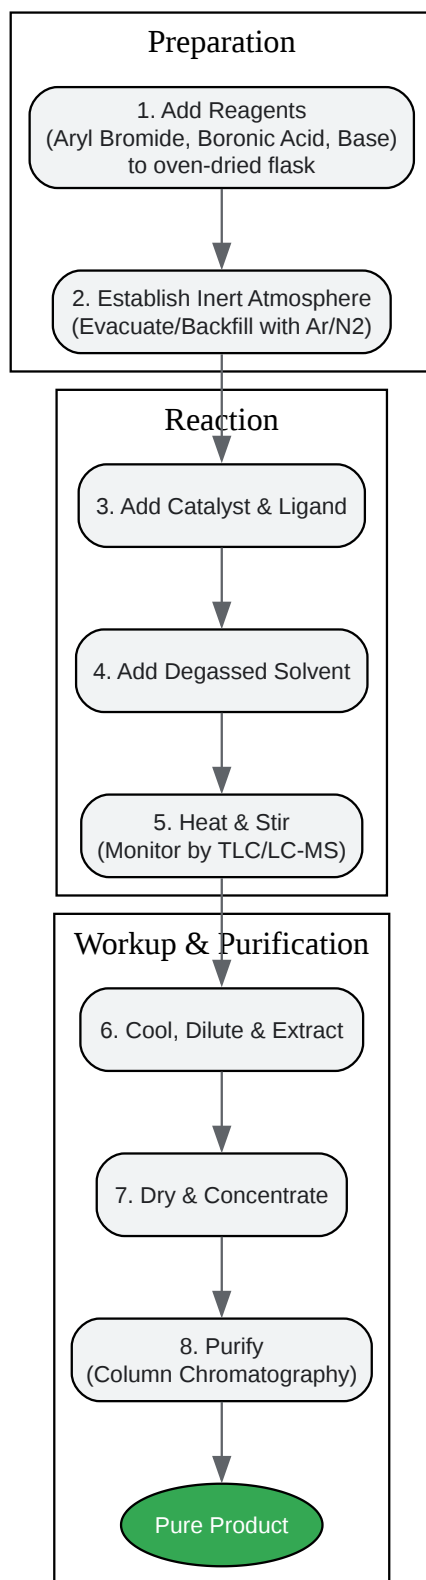 Preparation
1. Add Reagents
(Aryl Bromide, Boronic Acid, Base)
to oven-dried flask
2. Establish Inert Atmosphere
(Evacuate/Backfill with Ar/N2)
Reaction
3. Add Catalyst & Ligand
4. Add Degassed Solvent
5. Heat & Stir
(Monitor by TLC/LC-MS)
Workup & Purification
6. Cool, Dilute & Extract
7. Dry & Concentrate
8. Purify
(Column Chromatography)
Pure Product